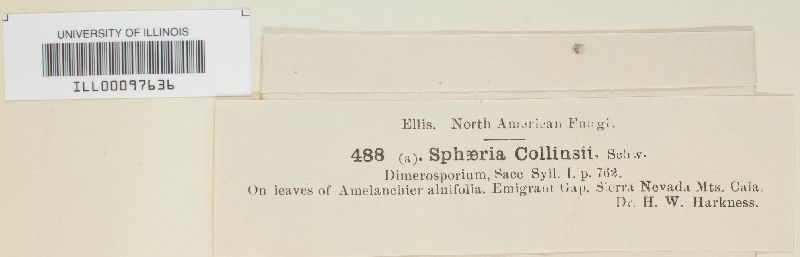 UNIVERSITY OF ILLINOIS
ILL00097636
Ellis. North American Fungi.
488 (a). Sphæria Collinsii, Schw.
Dimerosporium, Sacc Syll. I. p. 762.
On leaves of Amelanchier alnifolia. Emigrant Gap, Sierra Nevada Mts. Cala.
Dr. H. W. Harkness.